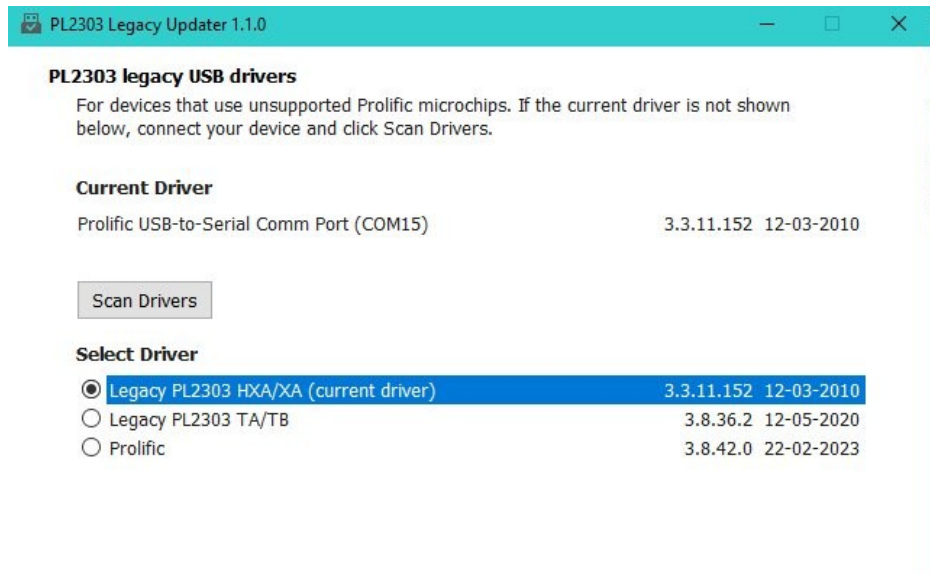 PL2303 Legacy Updater 1.1.0
PL2303 legacy USB drivers
For devices that use unsupported Prolific microchips. If the current driver is not shown
below, connect your device and click Scan Drivers.
Current Driver
Prolific USB-to-Serial Comm Port (COM15) 3.3.11.152 12-03-2010
Scan Drivers
Select Driver
Legacy PL2303 HXA/XA (current driver) 3.3.11.152 12-03-2010
Legacy PL2303 TA/TB 3.8.36.2 12-05-2020
Prolific 3.8.42.0 22-02-2023